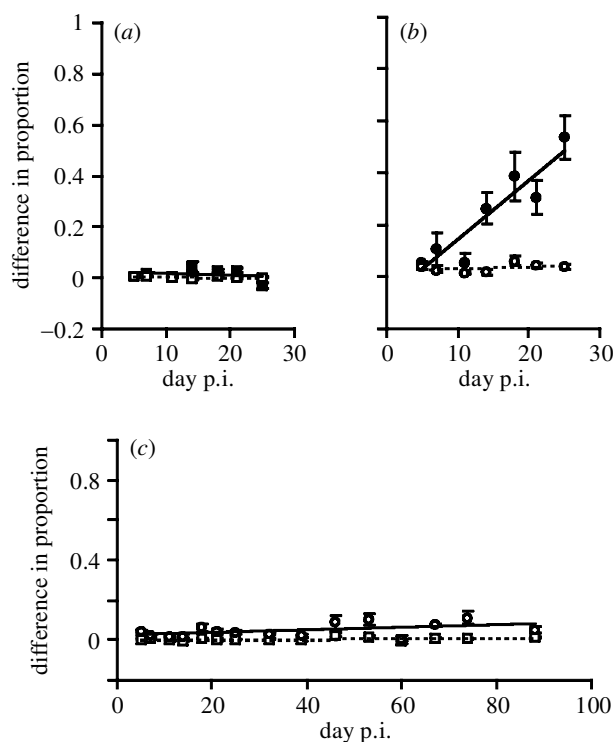 (a)
(b)
difference in proportion
1
0.8
0.6
0.4
0.2
0
–0.2
0 10 20 30
0 10 20 30
day p.i.
day p.i.
(c)
difference in proportion
0.8
0.4
0
0 20 40 60 80 100
day p.i.